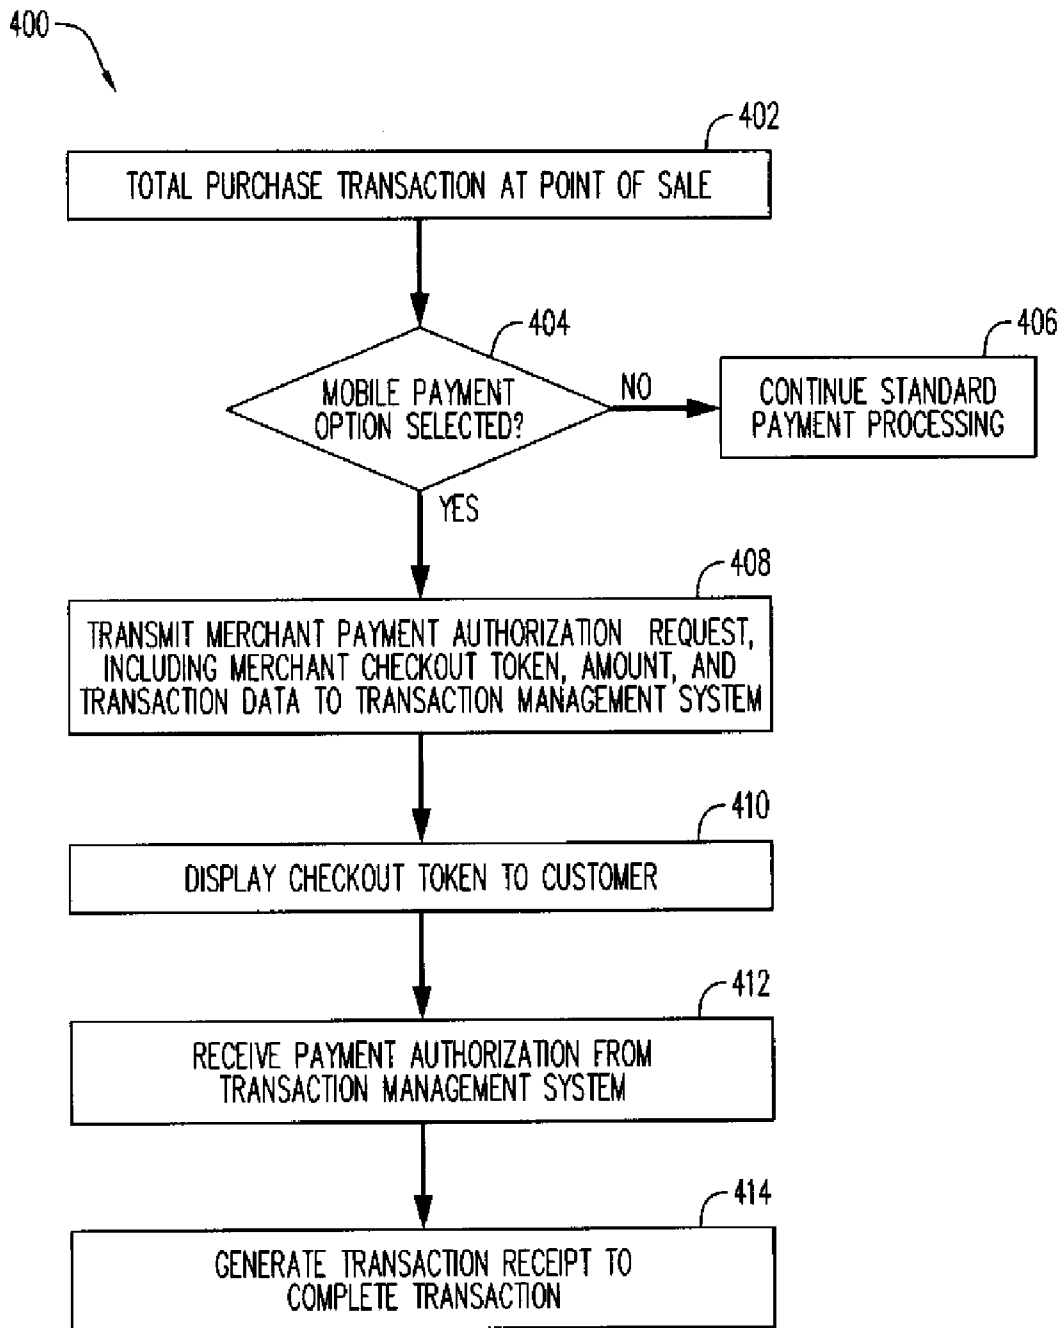 400
402
TOTAL PURCHASE TRANSACTION AT POINT OF SALE
404
MOBILE PAYMENT
OPTION SELECTED?
NO
406
CONTINUE STANDARD
PAYMENT PROCESSING
YES
408
TRANSMIT MERCHANT PAYMENT AUTHORIZATION REQUEST,
INCLUDING MERCHANT CHECKOUT TOKEN, AMOUNT, AND
TRANSACTION DATA TO TRANSACTION MANAGEMENT SYSTEM
410
DISPLAY CHECKOUT TOKEN TO CUSTOMER
412
RECEIVE PAYMENT AUTHORIZATION FROM
TRANSACTION MANAGEMENT SYSTEM
414
GENERATE TRANSACTION RECEIPT TO
COMPLETE TRANSACTION